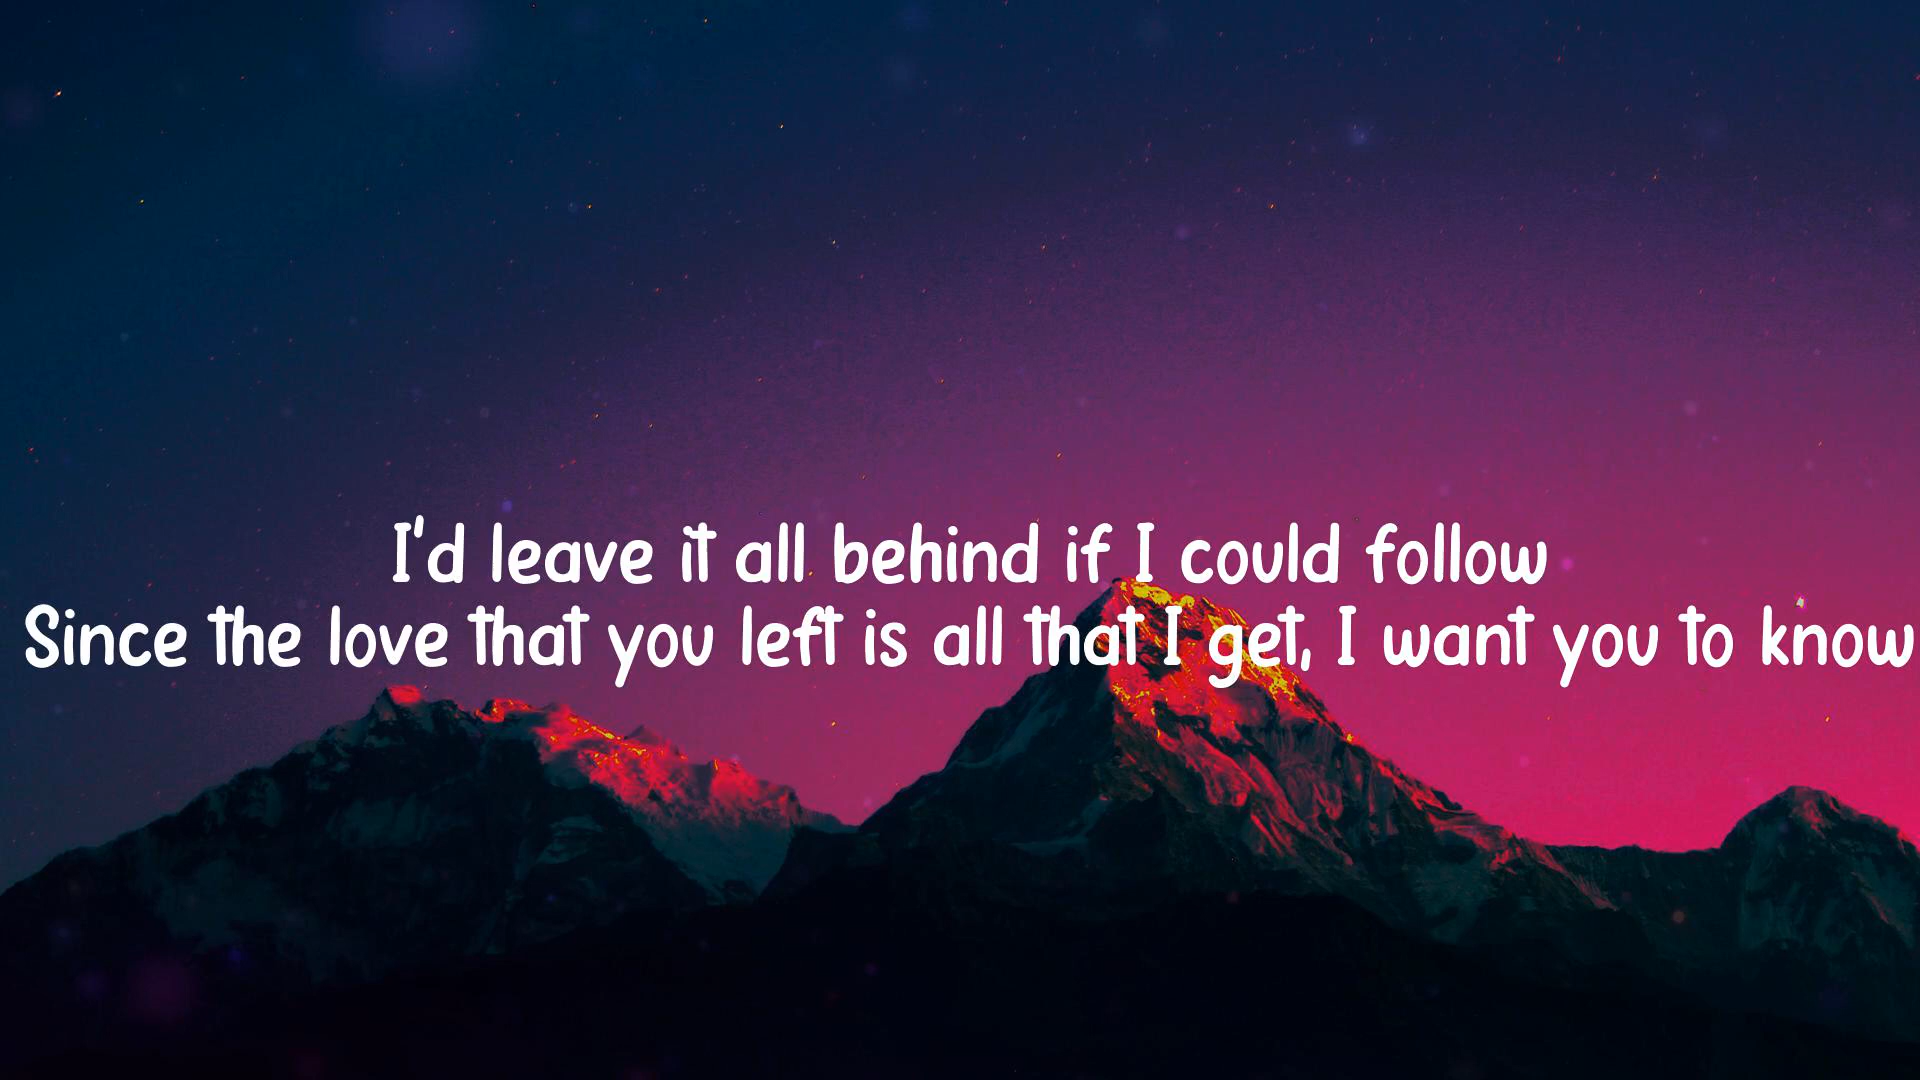 I'd leave it all behind if I could follow
Since the love that you left is all that I get, I want you to know